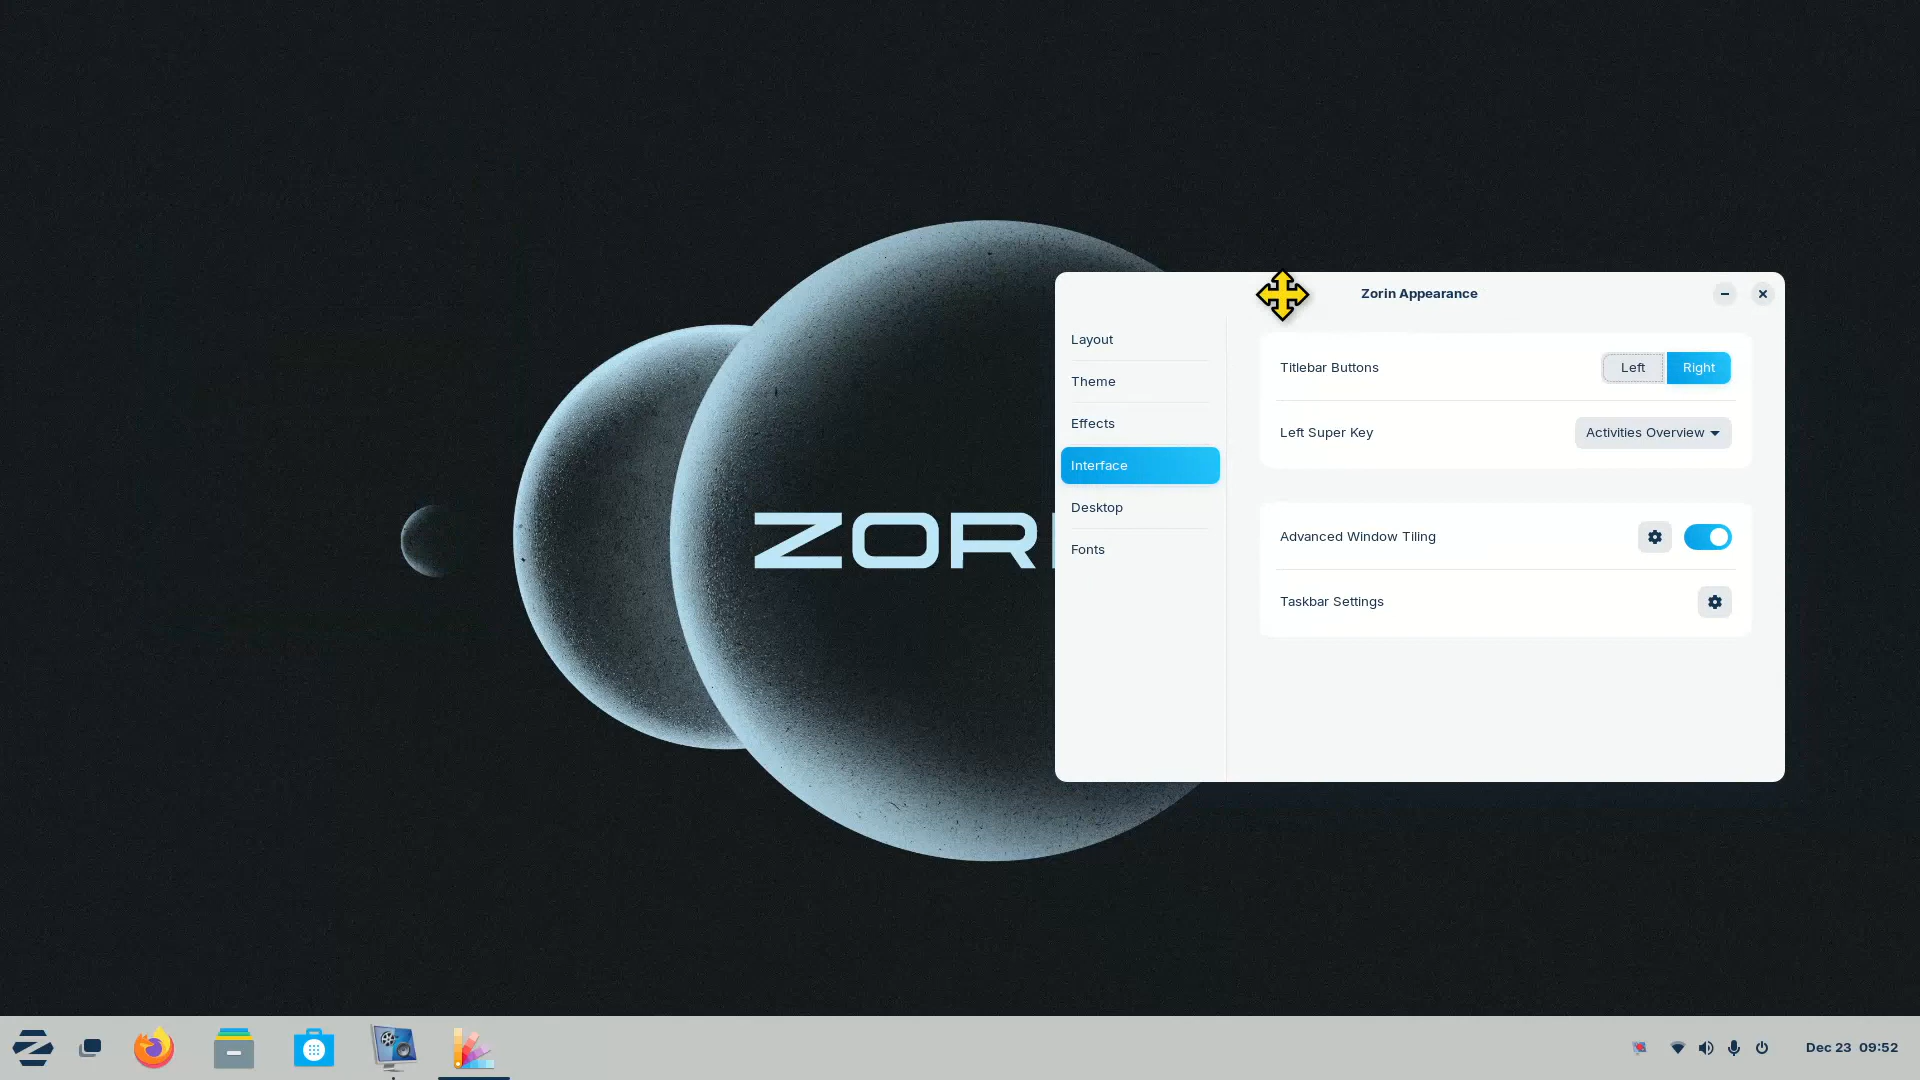 Zorin Appearance
Layout
Theme
Effects
Interface
Desktop
Fonts
Titlebar Buttons
Left
Right
Left Super Key
Activities Overview
Advanced Window Tiling
Taskbar Settings
ZOR
Dec 23 09:52